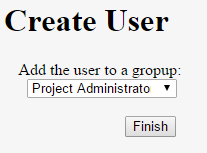 Create User
Add the user to a gropup:
Project Administrato
Finish